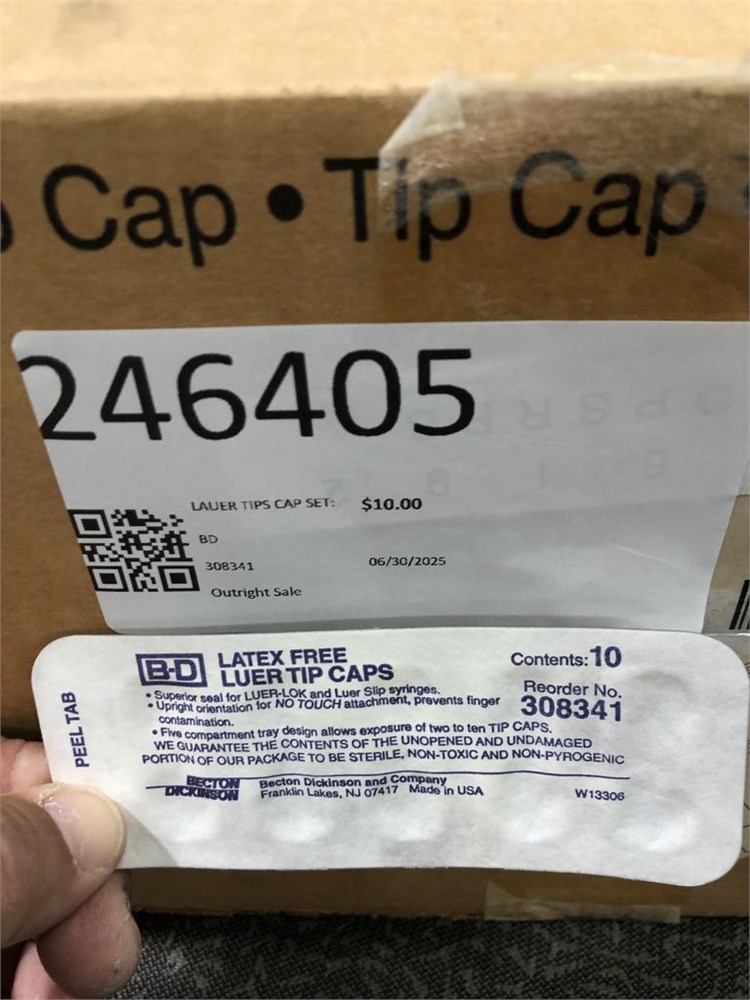 Cap • Tip Cap
246405
LAUER TIPS CAP SET: $10.00
BD
308341 06/30/2025
Outright Sale
PEEL TAB
B-D LATEX FREE
LUER TIP CAPS
Contents: 10
Reorder No.
308341
• Superior seal for LUER-LOK and Luer Slip syringes.
• Upright orientation for NO TOUCH attachment, prevents finger
contamination.
• Five compartment tray design allows exposure of two to ten TIP CAPS.
WE GUARANTEE THE CONTENTS OF THE UNOPENED AND UNDAMAGED
PORTION OF OUR PACKAGE TO BE STERILE, NON-TOXIC AND NON-PYROGENIC
BECTON
DICKINSON
Becton Dickinson and Company
Franklin Lakes, NJ 07417 Made in USA
W13306